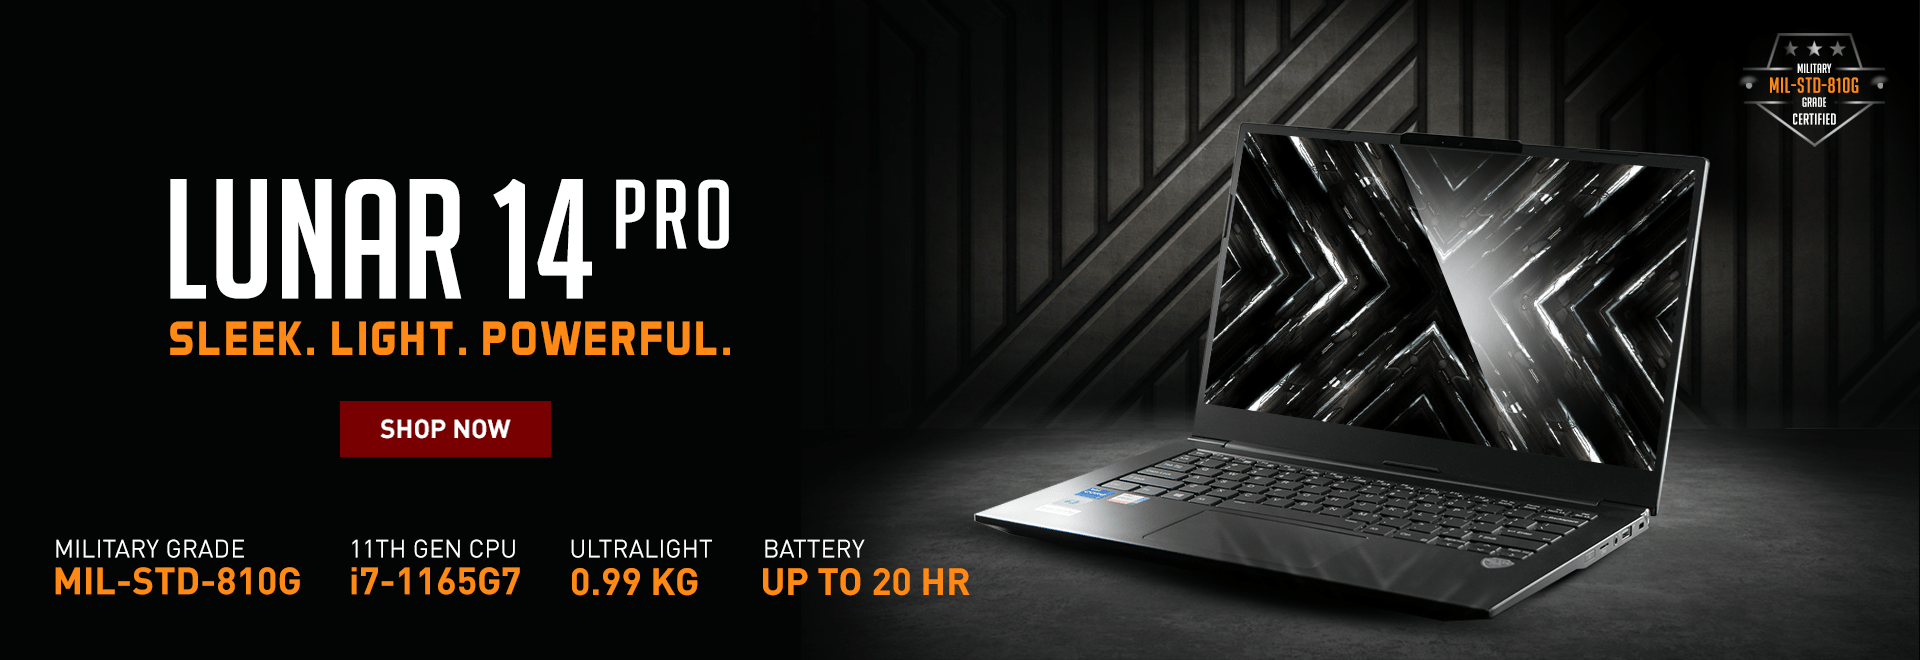 MILITARY
MIL-STD-810G
GRADE
CERTIFIED
LUNAR 14 PRO
SLEEK. LIGHT. POWERFUL.
SHOP NOW
MILITARY GRADE
MIL-STD-810G
11TH GEN CPU
i7-1165G7
ULTRALIGHT
0.99 KG
BATTERY
UP TO 20 HR